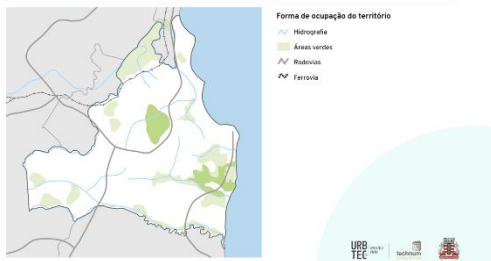 Forma de ocupação do território
Hidrografia
Áreas verdes
Rodovias
Ferrovia
URB
TEC
technum